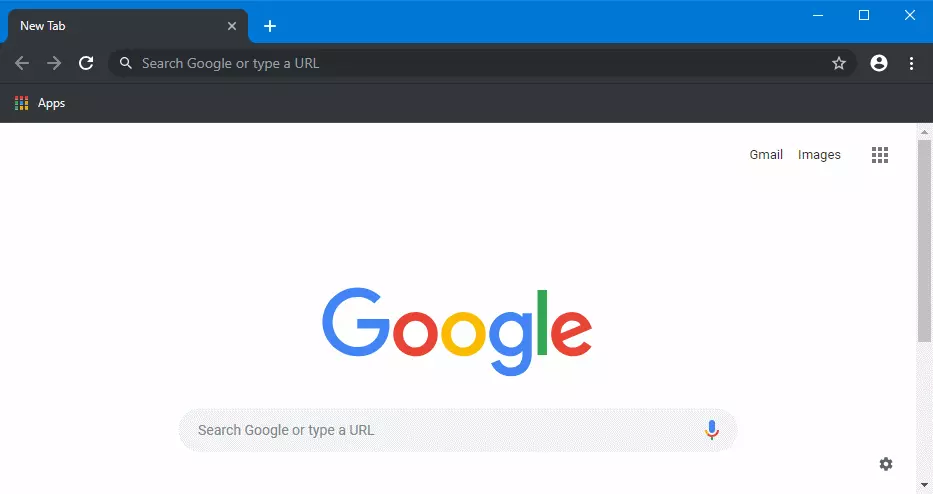 New Tab
Search Google or type a URL
Apps
Gmail Images
Google
Search Google or type a URL